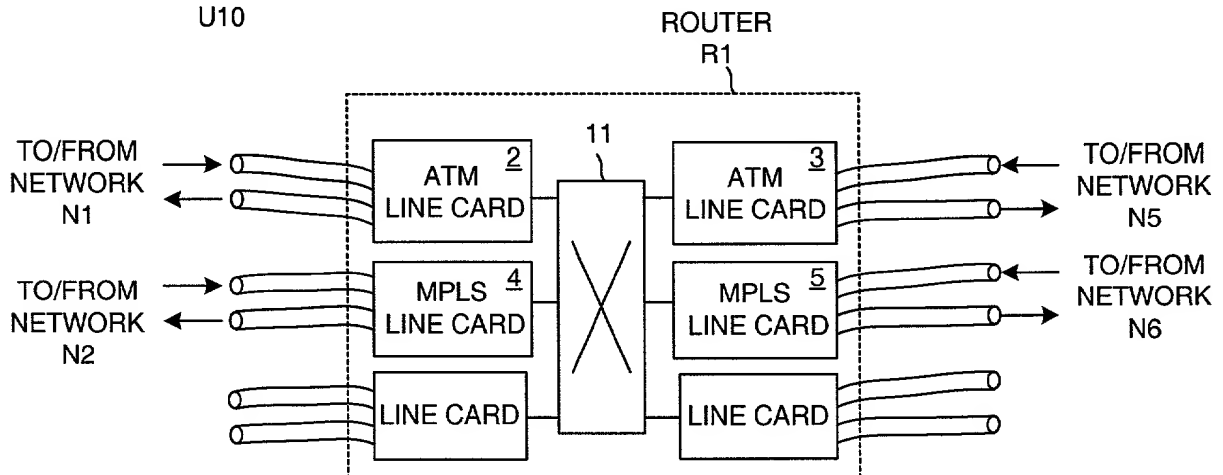 U10
ROUTER
R1
11
TO/FROM
NETWORK
N1
2
ATM
LINE CARD
3
ATM
LINE CARD
TO/FROM
NETWORK
N5
TO/FROM
NETWORK
N2
4
MPLS
LINE CARD
5
MPLS
LINE CARD
TO/FROM
NETWORK
N6
LINE CARD
LINE CARD